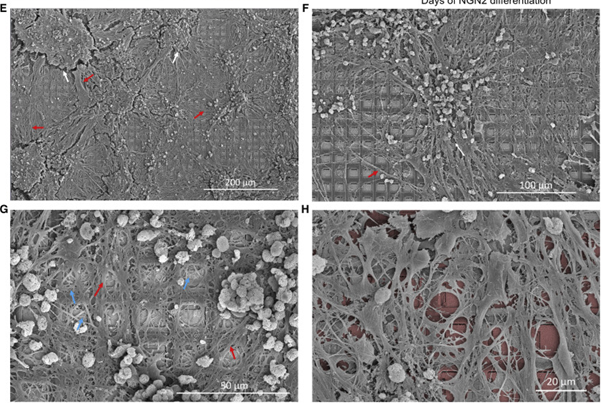 Days of NGN2 differentiation
E
F
200 μm
100 μm
G
H
50 μm
20 μm